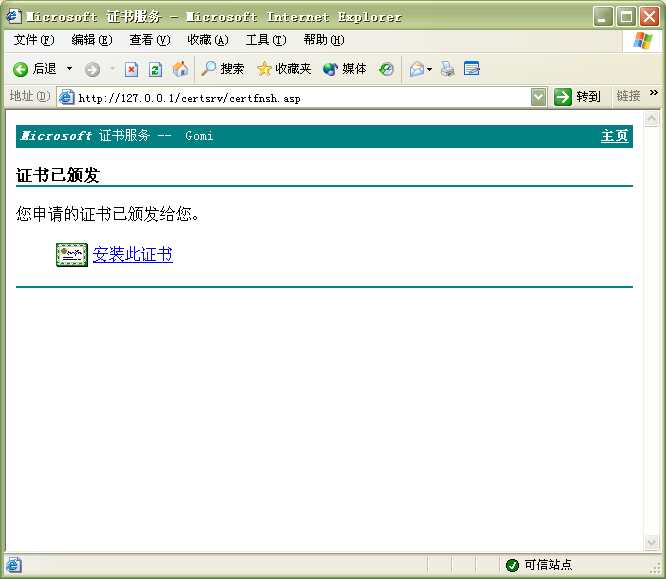 Microsoft 证书服务 - Microsoft Internet Explorer
文件(F) 编辑(E) 查看(V) 收藏(A) 工具(T) 帮助(H)
后退 搜索 收藏夹 媒体
地址(D) http://127.0.0.1/certsrv/certfnsh.asp 转到 链接 »
Microsoft 证书服务 -- Gomi 主页
证书已颁发
您申请的证书已颁发给您。
安装此证书
可信站点